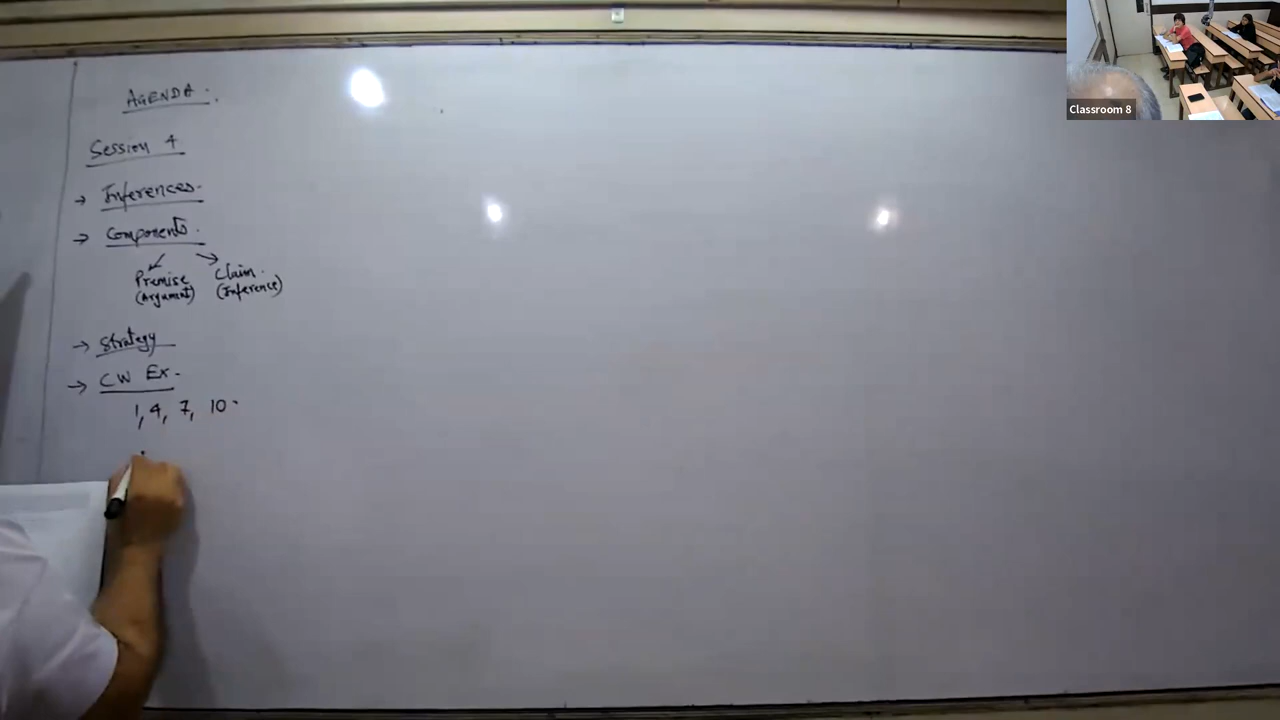 AGENDA.
Session 4
→ Inferences.
→ Components.
Premise Claim.
(Argument) (Inference)
→ Strategy
→ CW Ex.
1, 4, 7, 10.
Classroom 8